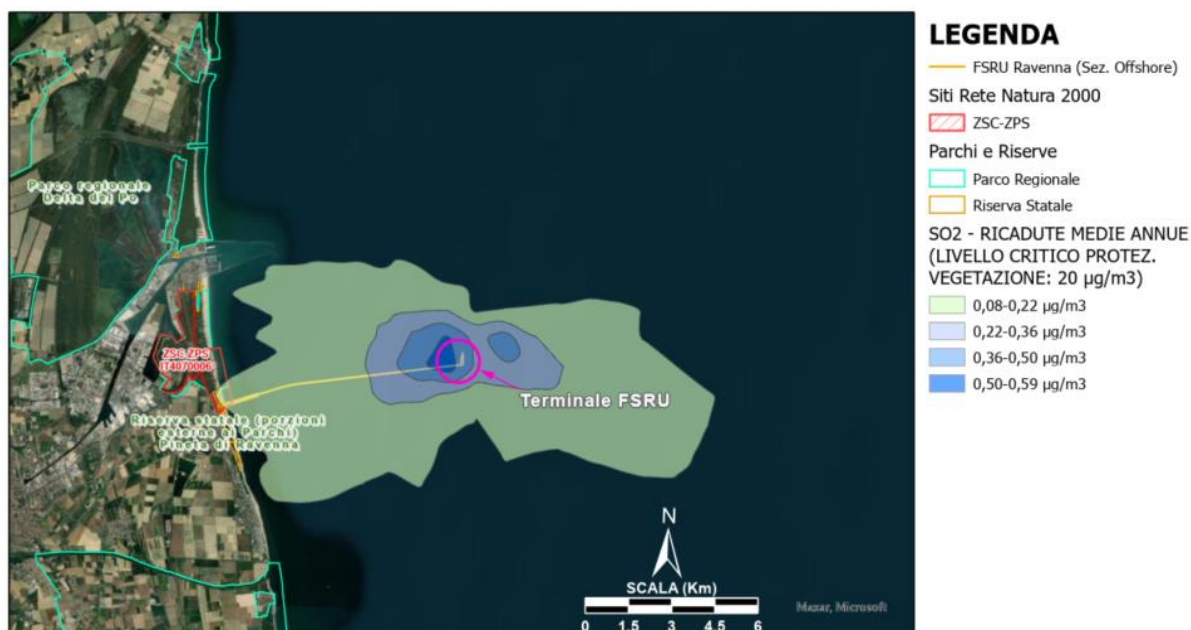 Parco regionale
Delta del Po
ZSC-ZPS
IT4070006
Riserva statale (porzioni
esterne ai Parchi)
Pineta di Ravenna
Terminale FSRU
N
SCALA (Km)
0 1.5 3 4.5 6
Maxar, Microsoft
LEGENDA
FSRU Ravenna (Sez. Offshore)
Siti Rete Natura 2000
ZSC-ZPS
Parchi e Riserve
Parco Regionale
Riserva Statale
SO2 - RICADUTE MEDIE ANNUE
(LIVELLO CRITICO PROTEZ.
VEGETAZIONE: 20 µg/m3)
0,08-0,22 µg/m3
0,22-0,36 µg/m3
0,36-0,50 µg/m3
0,50-0,59 µg/m3